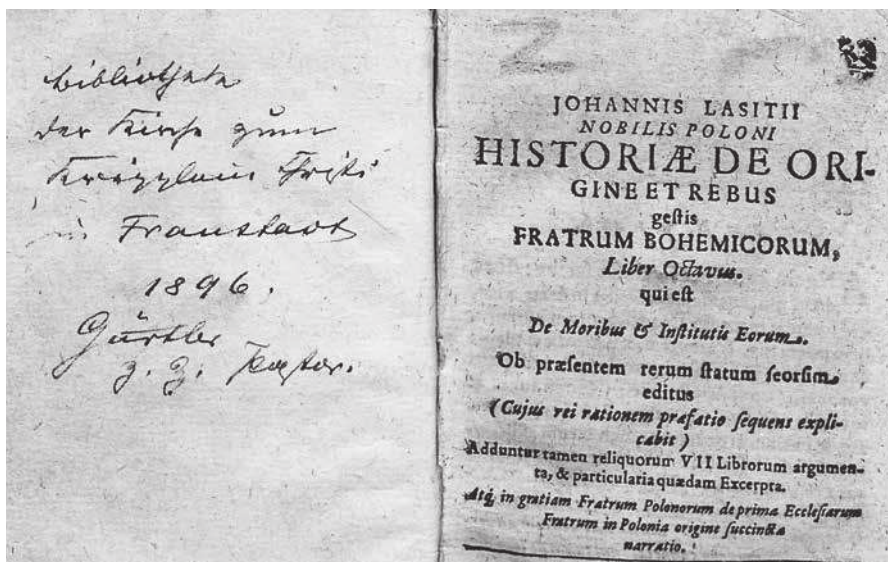 Bibliothek
der Kirche zum
Kripplein Christi
in Fraustadt
1896.
Gürtler
z. Z. Pastor.
JOHANNIS LASITII
NOBILIS POLONI
HISTORIÆ DE ORI-
GINE ET REBUS
geſtis
FRATRUM BOHEMICORUM,
Liber Octavus.
qui eſt
De Moribus & Inſtitutis Eorum.
Ob præſentem rerum ſtatum ſeorſim
editus
(Cujus rei rationem præfatio ſequens expli-
cabit)
Adduntur tamen reliquorum VII Librorum argumen-
ta, & particularia quædam Excerpta.
Atq; in gratiam Fratrum Polonorum de prima Eccleſiarum
Fratrum in Polonia origine ſuccincta
narratio.